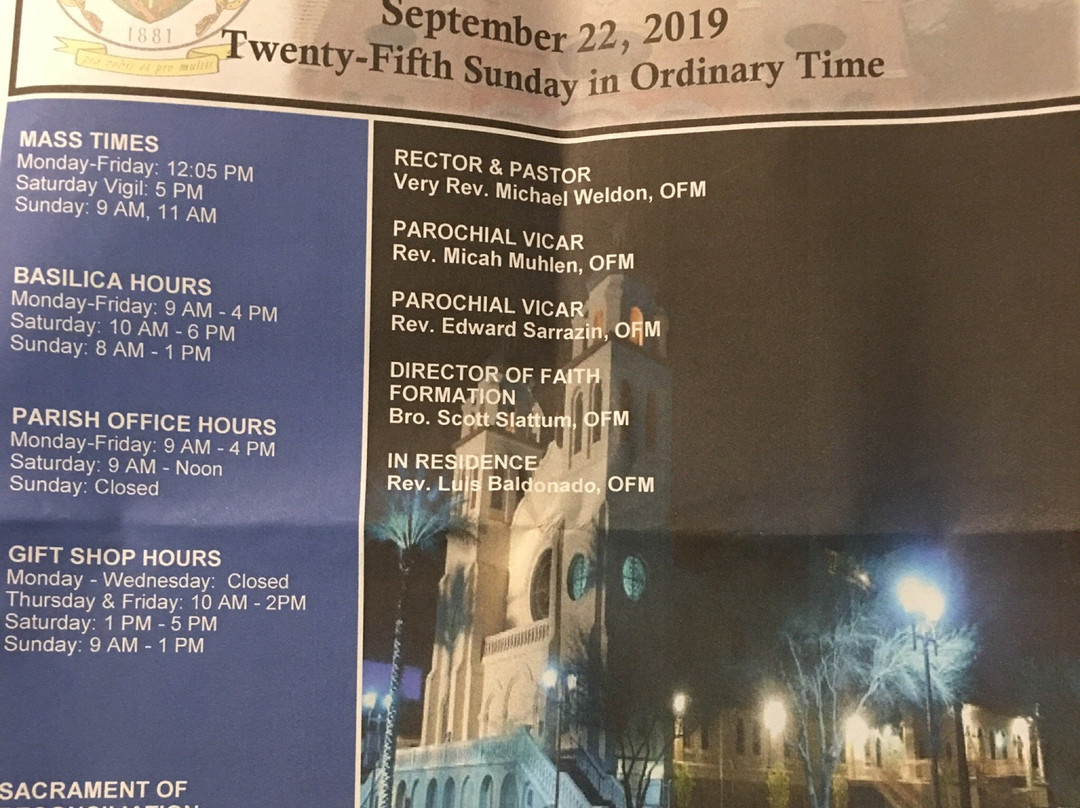 1881
pro vobis et pro multis
September 22, 2019
Twenty-Fifth Sunday in Ordinary Time
MASS TIMES
Monday-Friday: 12:05 PM
Saturday Vigil: 5 PM
Sunday: 9 AM, 11 AM
BASILICA HOURS
Monday-Friday: 9 AM - 4 PM
Saturday: 10 AM - 6 PM
Sunday: 8 AM - 1 PM
PARISH OFFICE HOURS
Monday-Friday: 9 AM - 4 PM
Saturday: 9 AM - Noon
Sunday: Closed
GIFT SHOP HOURS
Monday - Wednesday: Closed
Thursday & Friday: 10 AM - 2PM
Saturday: 1 PM - 5 PM
Sunday: 9 AM - 1 PM
SACRAMENT OF
RECTOR & PASTOR
Very Rev. Michael Weldon, OFM
PAROCHIAL VICAR
Rev. Micah Muhlen, OFM
PAROCHIAL VICAR
Rev. Edward Sarrazin, OFM
DIRECTOR OF FAITH
FORMATION
Bro. Scott Slattum, OFM
IN RESIDENCE
Rev. Luis Baldonado, OFM